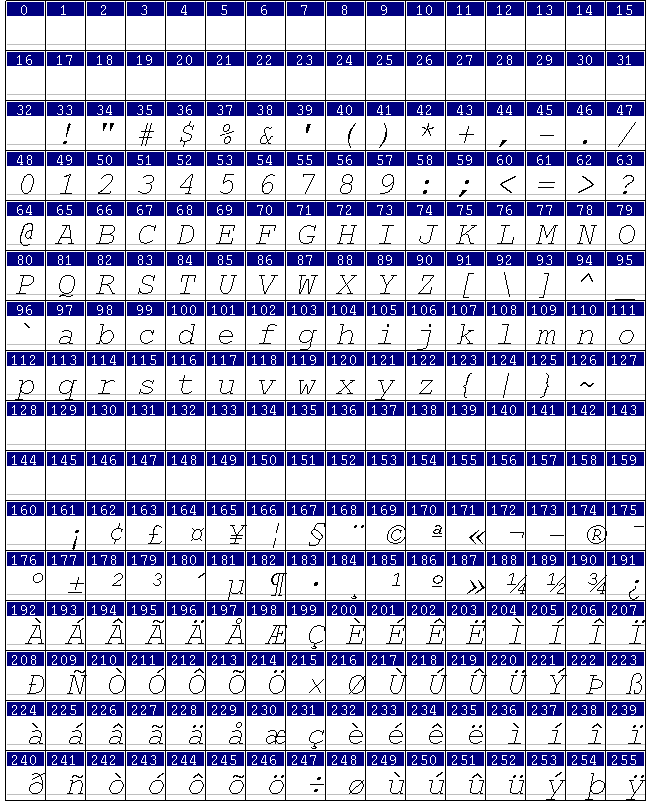 0 1 2 3 4 5 6 7 8 9 10 11 12 13 14 15
16 17 18 19 20 21 22 23 24 25 26 27 28 29 30 31
32 33 34 35 36 37 38 39 40 41 42 43 44 45 46 47
! " # $ % & ' ( ) * + , - . /
48 49 50 51 52 53 54 55 56 57 58 59 60 61 62 63
0 1 2 3 4 5 6 7 8 9 : ; < = > ?
64 65 66 67 68 69 70 71 72 73 74 75 76 77 78 79
@ A B C D E F G H I J K L M N O
80 81 82 83 84 85 86 87 88 89 90 91 92 93 94 95
P Q R S T U V W X Y Z [ \ ] ^ _
96 97 98 99 100 101 102 103 104 105 106 107 108 109 110 111
` a b c d e f g h i j k l m n o
112 113 114 115 116 117 118 119 120 121 122 123 124 125 126 127
p q r s t u v w x y z { | } ~
128 129 130 131 132 133 134 135 136 137 138 139 140 141 142 143
144 145 146 147 148 149 150 151 152 153 154 155 156 157 158 159
160 161 162 163 164 165 166 167 168 169 170 171 172 173 174 175
¡ ¢ £ ¤ ¥ ¦ § ¨ © ª « ¬ - ® ¯
176 177 178 179 180 181 182 183 184 185 186 187 188 189 190 191
° ± ² ³ ´ µ ¶ · ¸ ¹ º » ¼ ½ ¾ ¿
192 193 194 195 196 197 198 199 200 201 202 203 204 205 206 207
À Á Â Ã Ä Å Æ Ç È É Ê Ë Ì Í Î Ï
208 209 210 211 212 213 214 215 216 217 218 219 220 221 222 223
Ð Ñ Ò Ó Ô Õ Ö × Ø Ù Ú Û Ü Ý Þ ß
224 225 226 227 228 229 230 231 232 233 234 235 236 237 238 239
à á â ã ä å æ ç è é ê ë ì í î ï
240 241 242 243 244 245 246 247 248 249 250 251 252 253 254 255
ð ñ ò ó ô õ ö ÷ ø ù ú û ü ý þ ÿ